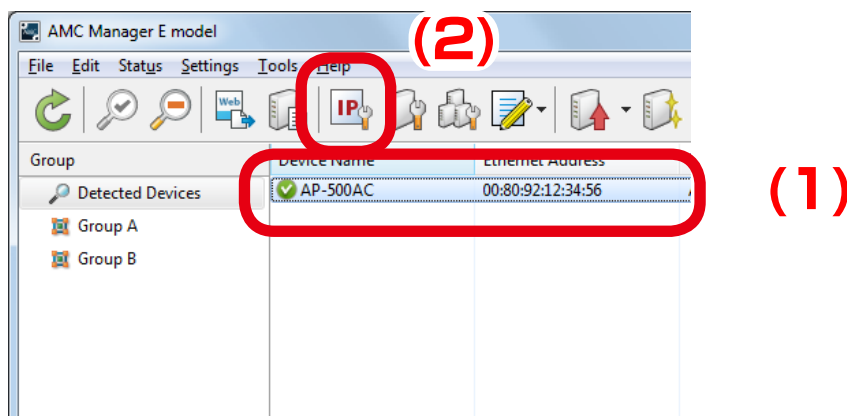 AMC Manager E model
(2)
File Edit Status Settings Tools Help
Web
IP
Group
Device Name Ethernet Address
Detected Devices
AP-500AC 00:80:92:12:34:56
(1)
Group A
Group B